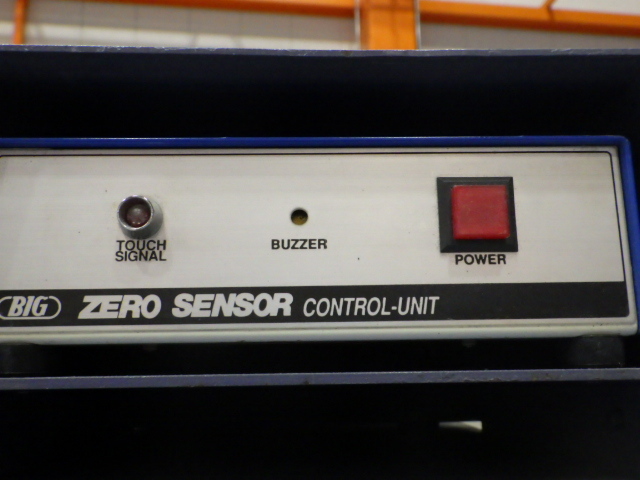 TOUCH
SIGNAL
BUZZER
POWER
BIG ZERO SENSOR CONTROL-UNIT